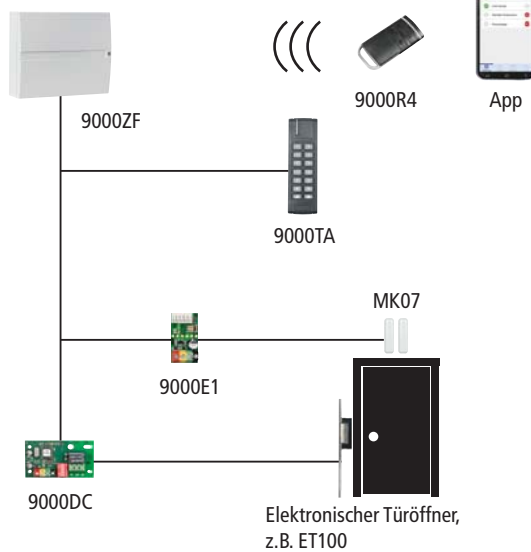 9000R4
App
9000ZF
9000TA
MK07
9000E1
9000DC
Elektronischer Türöffner,
z.B. ET100